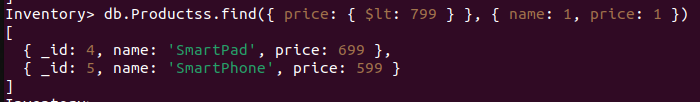 Inventory> db.Productss.find({ price: { $lt: 799 } }, { name: 1, price: 1 })
[
  { _id: 4, name: 'SmartPad', price: 699 },
  { _id: 5, name: 'SmartPhone', price: 599 }
]
Inventory>